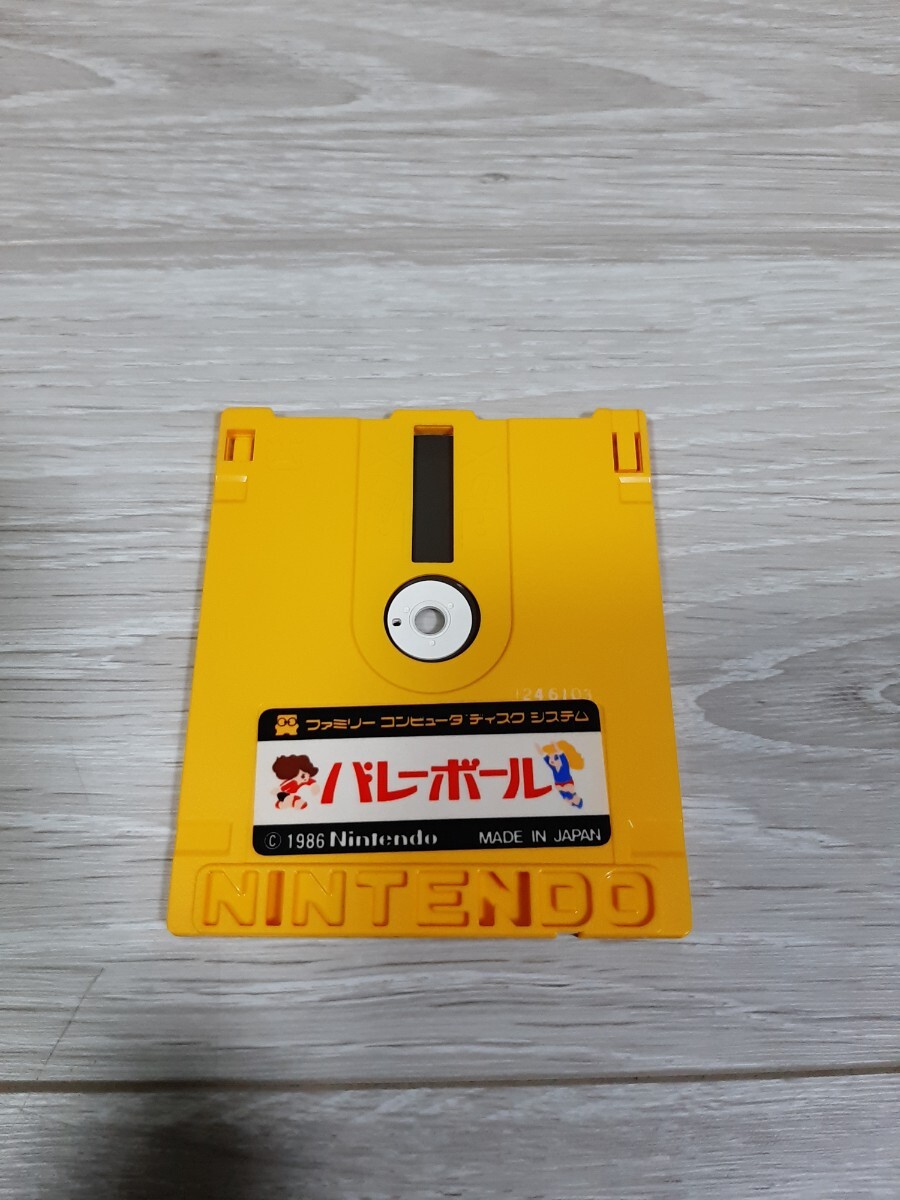 1246103
ファミリー コンピュータ ディスク システム
バレーボール
© 1986 Nintendo MADE IN JAPAN
NINTENDO